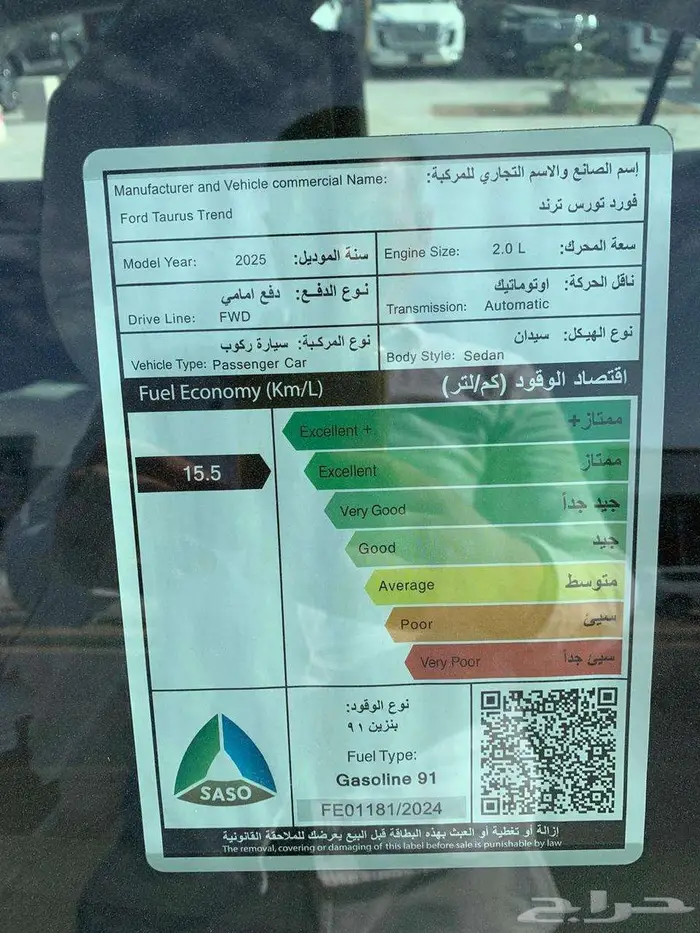 Manufacturer and Vehicle commercial Name: إسم الصانع والاسم التجاري للمركبة:
Ford Taurus Trend فورد تورس ترند
Model Year: 2025 سنة الموديل:
Engine Size: 2.0 L سعة المحرك:
نوع الدفع: دفع امامي
Drive Line: FWD
ناقل الحركة: اوتوماتيك
Transmission: Automatic
نوع المركبة: سيارة ركوب
Vehicle Type: Passenger Car
نوع الهيكل: سيدان
Body Style: Sedan
Fuel Economy (Km/L) اقتصاد الوقود (كم/لتر)
Excellent + ممتاز+
15.5
Excellent ممتاز
Very Good جيد جداً
Good جيد
Average متوسط
Poor سيئ
Very Poor سيئ جداً
نوع الوقود:
بنزين ٩١
Fuel Type:
Gasoline 91
FE01181/2024
SASO
إزالة أو تغطية أو العبث بهذه البطاقة قبل البيع يعرضك للملاحقة القانونية
The removal, covering or damaging of this label before sale is punishable by law
حراج